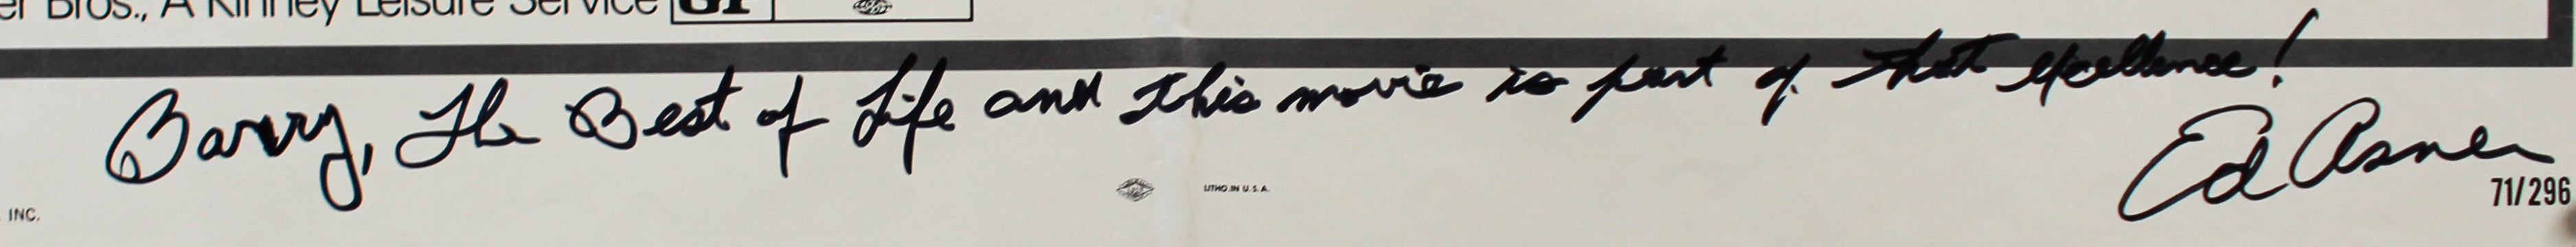 er Bros., A Kinney Leisure Service GP
Barry, The Best of Life and this movie is part of that excellence!
Ed Asner
LITHO. IN U.S.A.
71/296
INC.